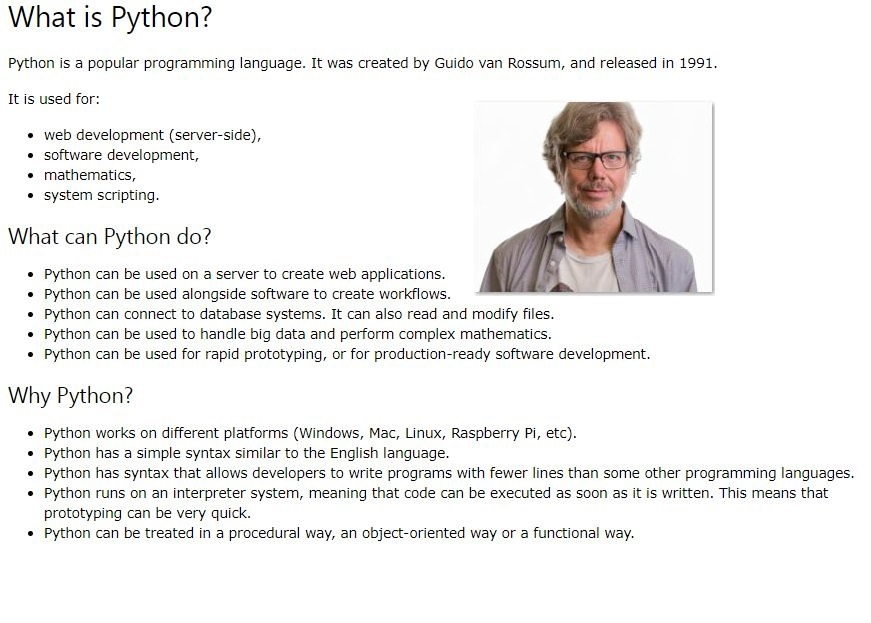 What is Python?
Python is a popular programming language. It was created by Guido van Rossum, and released in 1991.
It is used for:
• web development (server-side),
• software development,
• mathematics,
• system scripting.
What can Python do?
• Python can be used on a server to create web applications.
• Python can be used alongside software to create workflows.
• Python can connect to database systems. It can also read and modify files.
• Python can be used to handle big data and perform complex mathematics.
• Python can be used for rapid prototyping, or for production-ready software development.
Why Python?
• Python works on different platforms (Windows, Mac, Linux, Raspberry Pi, etc).
• Python has a simple syntax similar to the English language.
• Python has syntax that allows developers to write programs with fewer lines than some other programming languages.
• Python runs on an interpreter system, meaning that code can be executed as soon as it is written. This means that
prototyping can be very quick.
• Python can be treated in a procedural way, an object-oriented way or a functional way.